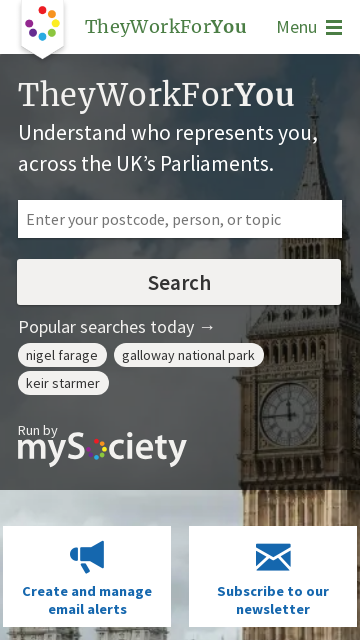 TheyWorkForYou
Menu
TheyWorkForYou
Understand who represents you,
across the UK’s Parliaments.
Enter your postcode, person, or topic
Search
Popular searches today →
nigel farage
galloway national park
keir starmer
Run by
mySociety
Create and manage
email alerts
Subscribe to our
newsletter